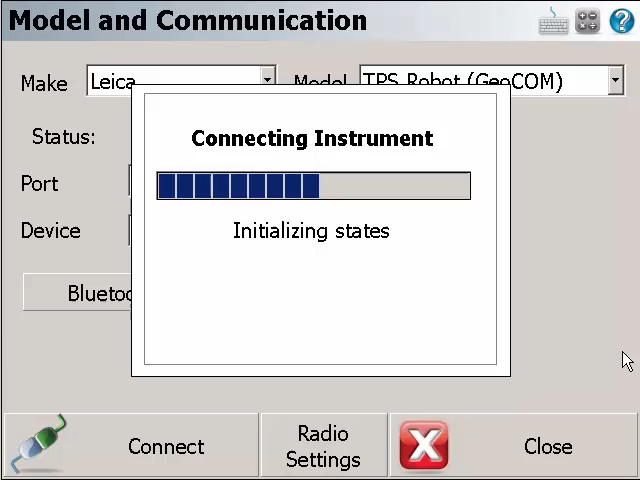 Model and Communication
Make
Leica
Model
TPS Robot (GeoCOM)
Connecting Instrument
Status:
Port
Initializing states
Device
Bluetoo
Connect
Radio Settings
Close